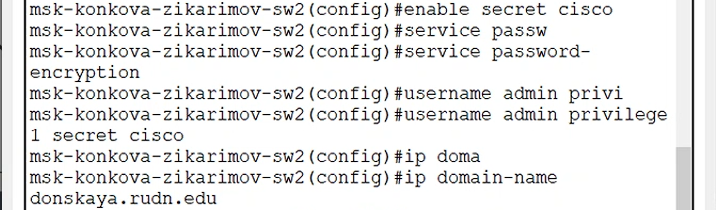 msk-konkova-zikarimov-sw2(config)#enable secret cisco
msk-konkova-zikarimov-sw2(config)#service passw
msk-konkova-zikarimov-sw2(config)#service password-
encryption
msk-konkova-zikarimov-sw2(config)#username admin privi
msk-konkova-zikarimov-sw2(config)#username admin privilege
1 secret cisco
msk-konkova-zikarimov-sw2(config)#ip doma
msk-konkova-zikarimov-sw2(config)#ip domain-name
donskaya.rudn.edu